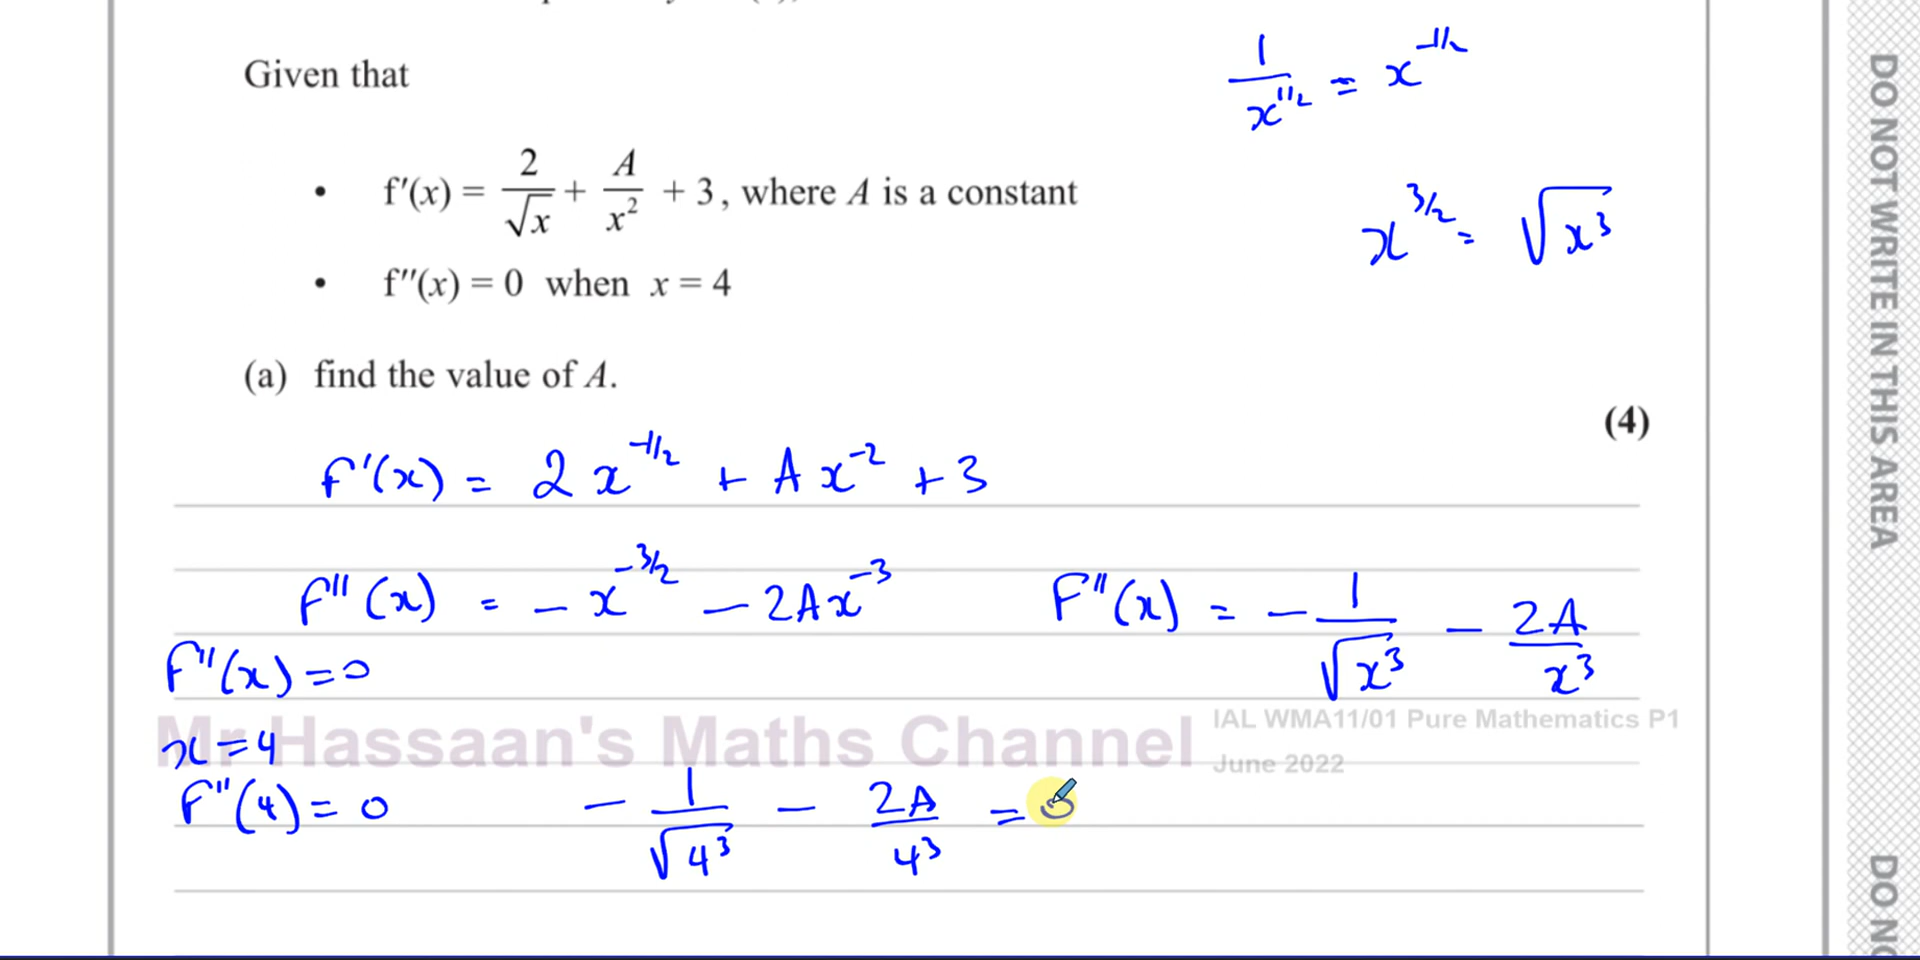 Given that
1/x^1/2 = x^-1/2
• f′(x) = 2/√x + A/x² + 3, where A is a constant
x^3/2 = √x³
• f″(x) = 0 when x = 4
(a) find the value of A.
(4)
f'(x) = 2x^-1/2 + Ax^-2 + 3
f"(x) = -x^-3/2 - 2Ax^-3
f"(x) = -1/√x³ - 2A/x³
f"(x) = 0
Mr Hassaan's Maths Channel
IAL WMA11/01 Pure Mathematics P1
June 2022
x = 4
f"(4) = 0
-1/√4³ - 2A/4³ = 0
DO NOT WRITE IN THIS AREA
DO N